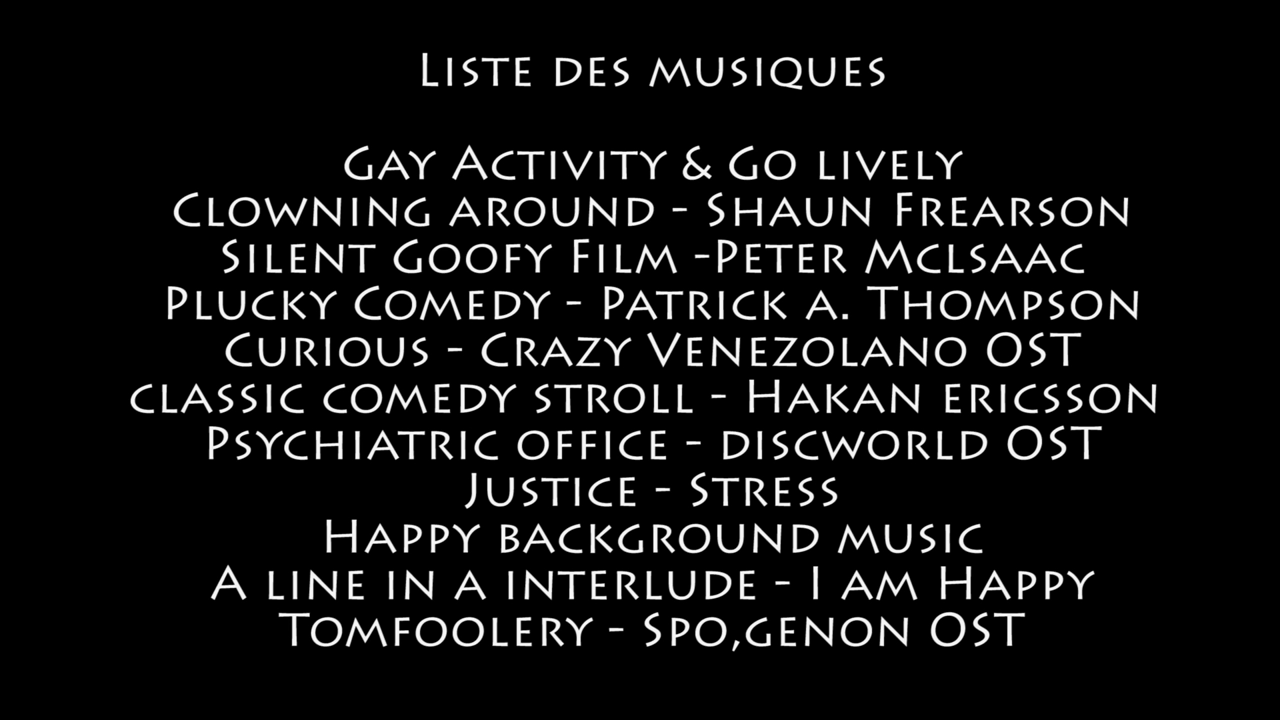 Liste des musiques
Gay Activity & Go lively
Clowning around - Shaun Frearson
Silent Goofy Film -Peter McLsaac
Plucky Comedy - Patrick a. Thompson
Curious - Crazy Venezolano OST
classic comedy stroll - Hakan ericsson
Psychiatric office - discworld OST
Justice - Stress
Happy background music
A line in a interlude - I am Happy
Tomfoolery - Spo,genon OST